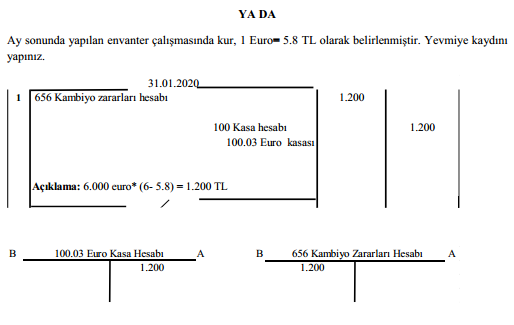 YA DA
Ay sonunda yapılan envanter çalışmasında kur, 1 Euro= 5.8 TL olarak belirlenmiştir. Yevmiye kaydını
yapınız.
31.01.2020
1 656 Kambiyo zararları hesabı 1.200
100 Kasa hesabı 1.200
100.03 Euro kasası
Açıklama: 6.000 euro* (6- 5.8) = 1.200 TL
B 100.03 Euro Kasa Hesabı A B 656 Kambiyo Zararları Hesabı A
1.200 1.200